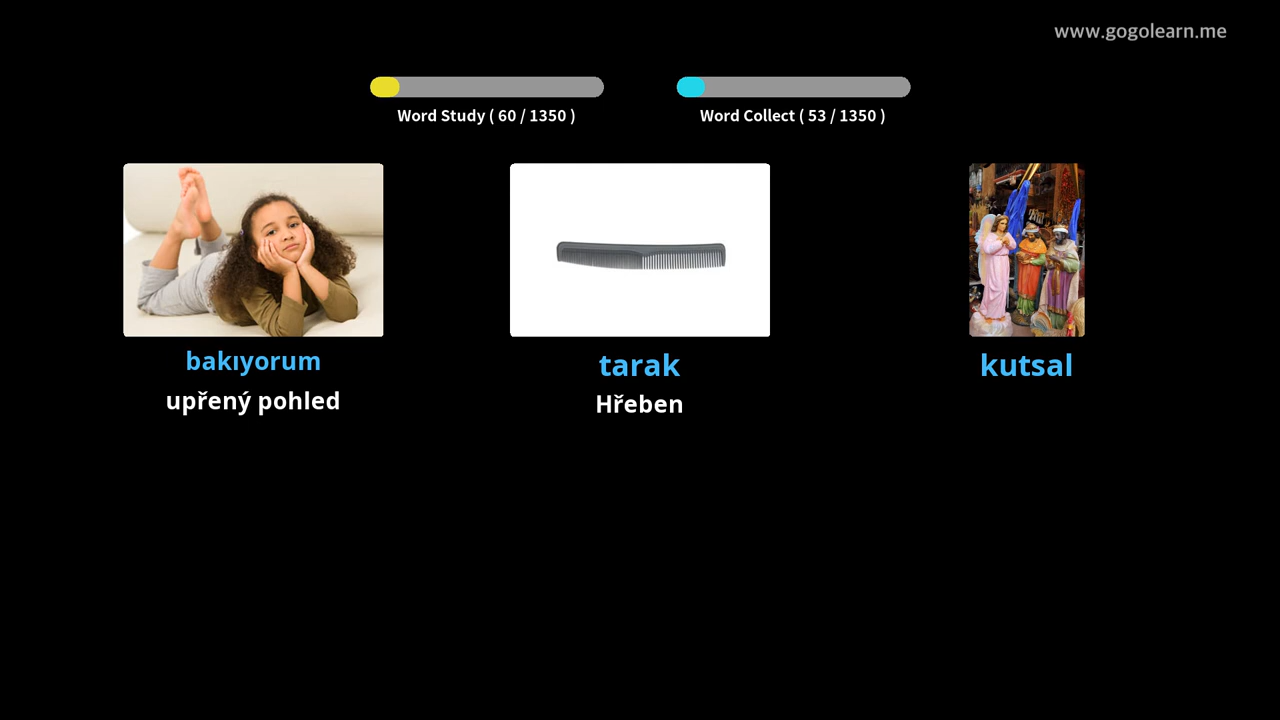 www.gogolearn.me
Word Study ( 60 / 1350 )
Word Collect ( 53 / 1350 )
bakıyorum
upřený pohled
tarak
Hřeben
kutsal